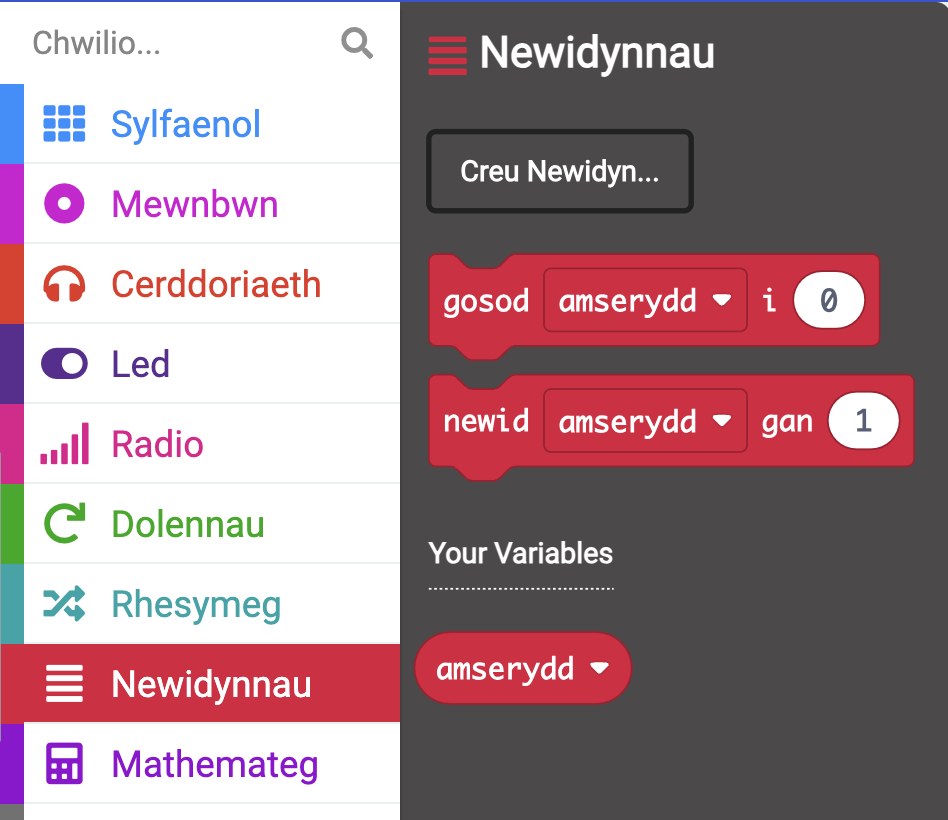 Chwilio...
Sylfaenol
Mewnbwn
Cerddoriaeth
Led
Radio
Dolennau
Rhesymeg
Newidynnau
Mathemateg
Newidynnau
Creu Newidyn...
gosod amserydd i 0
newid amserydd gan 1
Your Variables
amserydd